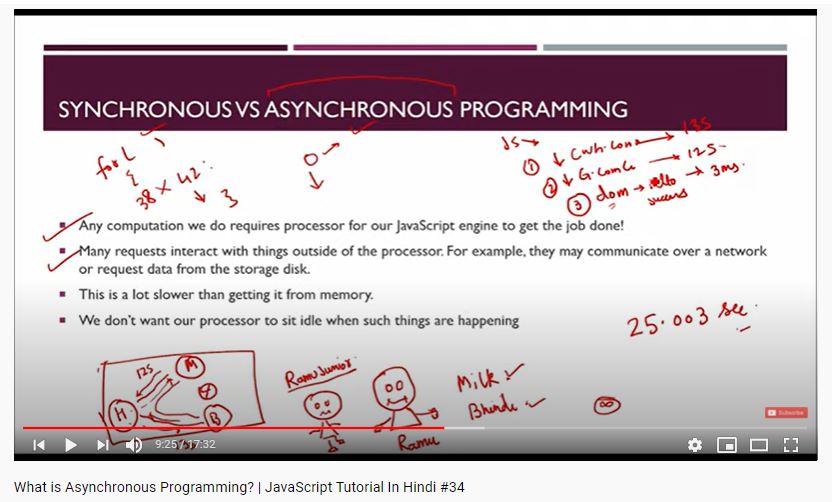 SYNCHRONOUS VS ASYNCHRONOUS PROGRAMMING
JS→
① ↓ Cwh.com → 13s
② ↓ G.com → 12s
③ dom → → 3ms.
for(
{
38 × 42
↓ 3
Any computation we do requires processor for our JavaScript engine to get the job done!
Many requests interact with things outside of the processor. For example, they may communicate over a network
or request data from the storage disk.
This is a lot slower than getting it from memory.
We don't want our processor to sit idle when such things are happening
25.003 sec
12s
M
H
B
Ramu Junior
Ramu
Milk ✓
Bhindi ✓
Subscribe
9:25 / 17:32
What is Asynchronous Programming? | JavaScript Tutorial In Hindi #34